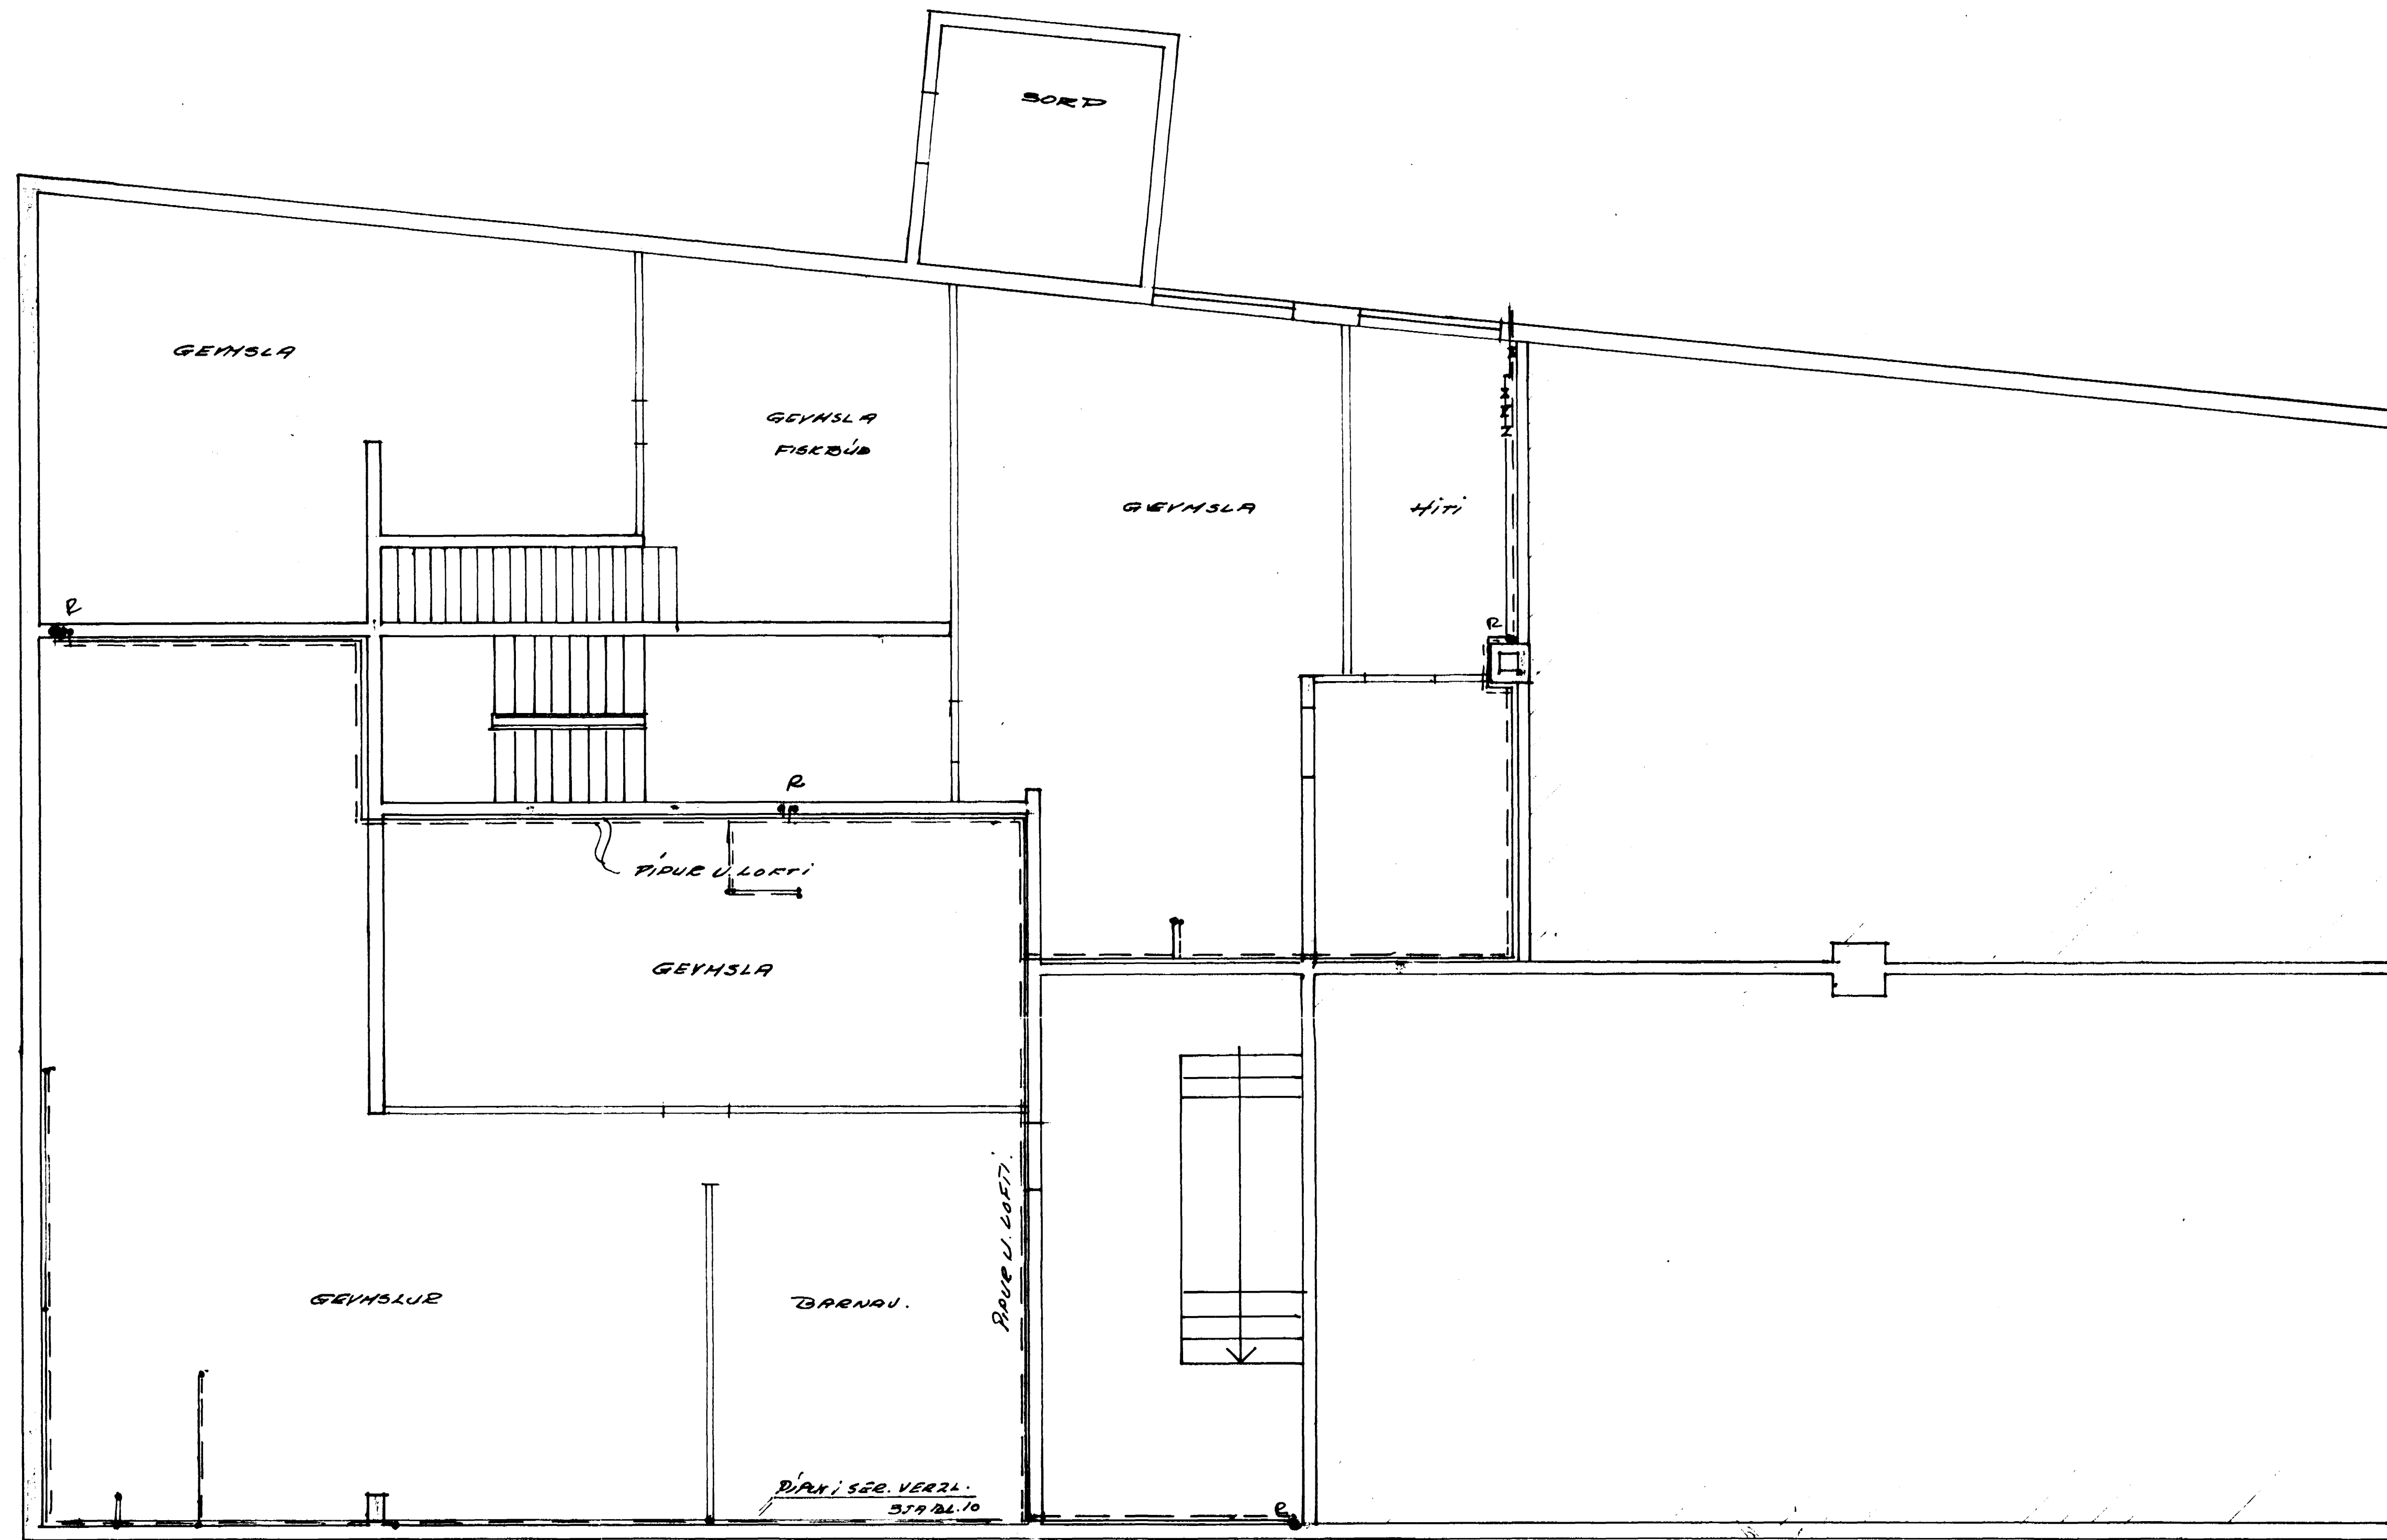 SORP
GEYMSLA
GEYMSLA
FISKBÚÐ
GEYMSLA
HITI
R
R
R
PÍPUR V. LOFTI
GEYMSLA
PÍPUR V. LOFTI.
GEYMSLUR
BARNAV.
PÍPUR Í SÉR. VERZL.
SJÁ BL. 10
R